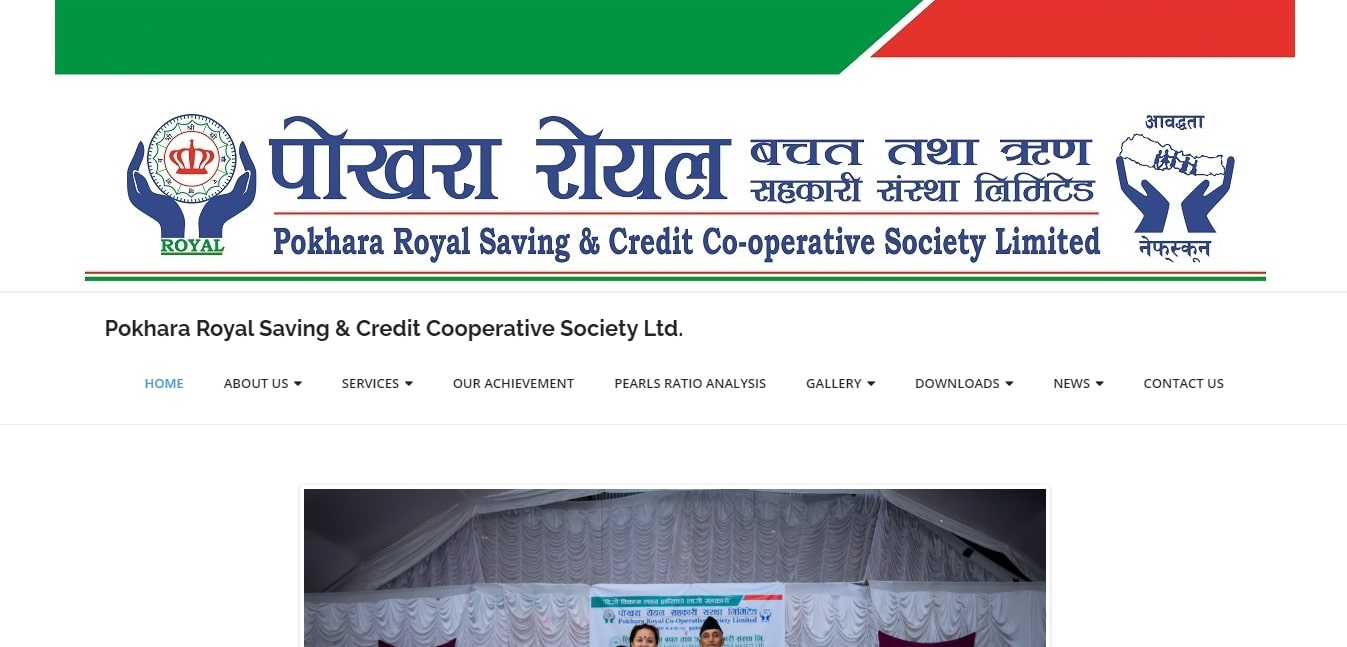 ROYAL
पोखरा रोयल
बचत तथा ऋण
सहकारी संस्था लिमिटेड
Pokhara Royal Saving & Credit Co-operative Society Limited
आवद्धता
नेफ्स्कून
Pokhara Royal Saving & Credit Cooperative Society Ltd.
HOME ABOUT US SERVICES OUR ACHIEVEMENT PEARLS RATIO ANALYSIS GALLERY DOWNLOADS NEWS CONTACT US
पोखरा रोयल सहकारी संस्था लिमिटेड
Pokhara Royal Co-Operative Society Limited